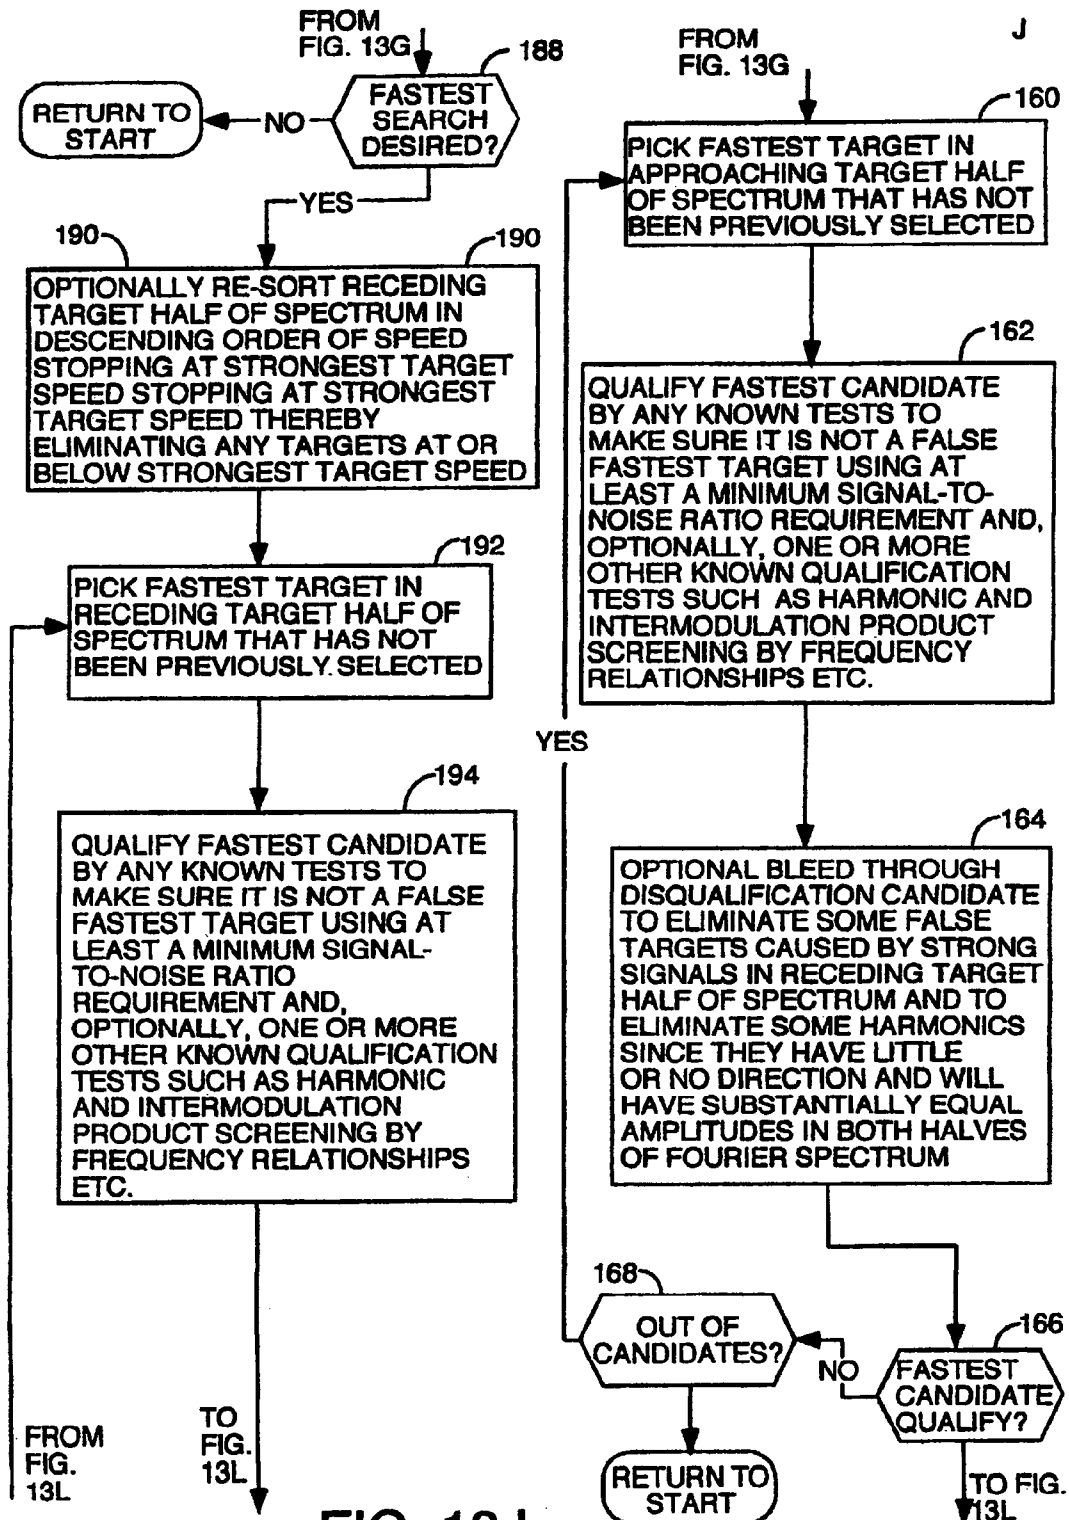 FROM
FIG. 13G
188
FASTEST
SEARCH
DESIRED?
NO
RETURN TO
START
YES
190
190
OPTIONALLY RE-SORT RECEDING
TARGET HALF OF SPECTRUM IN
DESCENDING ORDER OF SPEED
STOPPING AT STRONGEST TARGET
SPEED STOPPING AT STRONGEST
TARGET SPEED THEREBY
ELIMINATING ANY TARGETS AT OR
BELOW STRONGEST TARGET SPEED
192
PICK FASTEST TARGET IN
RECEDING TARGET HALF OF
SPECTRUM THAT HAS NOT
BEEN PREVIOUSLY SELECTED
194
QUALIFY FASTEST CANDIDATE
BY ANY KNOWN TESTS TO
MAKE SURE IT IS NOT A FALSE
FASTEST TARGET USING AT
LEAST A MINIMUM SIGNAL-
TO-NOISE RATIO
REQUIREMENT AND,
OPTIONALLY, ONE OR MORE
OTHER KNOWN QUALIFICATION
TESTS SUCH AS HARMONIC
AND INTERMODULATION
PRODUCT SCREENING BY
FREQUENCY RELATIONSHIPS
ETC.
FROM
FIG.
13L
TO
FIG.
13L
J
FROM
FIG. 13G
160
PICK FASTEST TARGET IN
APPROACHING TARGET HALF
OF SPECTRUM THAT HAS NOT
BEEN PREVIOUSLY SELECTED
162
QUALIFY FASTEST CANDIDATE
BY ANY KNOWN TESTS TO
MAKE SURE IT IS NOT A FALSE
FASTEST TARGET USING AT
LEAST A MINIMUM SIGNAL-TO-
NOISE RATIO REQUIREMENT AND,
OPTIONALLY, ONE OR MORE
OTHER KNOWN QUALIFICATION
TESTS SUCH AS HARMONIC AND
INTERMODULATION PRODUCT
SCREENING BY FREQUENCY
RELATIONSHIPS ETC.
YES
164
OPTIONAL BLEED THROUGH
DISQUALIFICATION CANDIDATE
TO ELIMINATE SOME FALSE
TARGETS CAUSED BY STRONG
SIGNALS IN RECEDING TARGET
HALF OF SPECTRUM AND TO
ELIMINATE SOME HARMONICS
SINCE THEY HAVE LITTLE
OR NO DIRECTION AND WILL
HAVE SUBSTANTIALLY EQUAL
AMPLITUDES IN BOTH HALVES
OF FOURIER SPECTRUM
168
OUT OF
CANDIDATES?
NO
166
FASTEST
CANDIDATE
QUALIFY?
RETURN TO
START
TO FIG.
13L